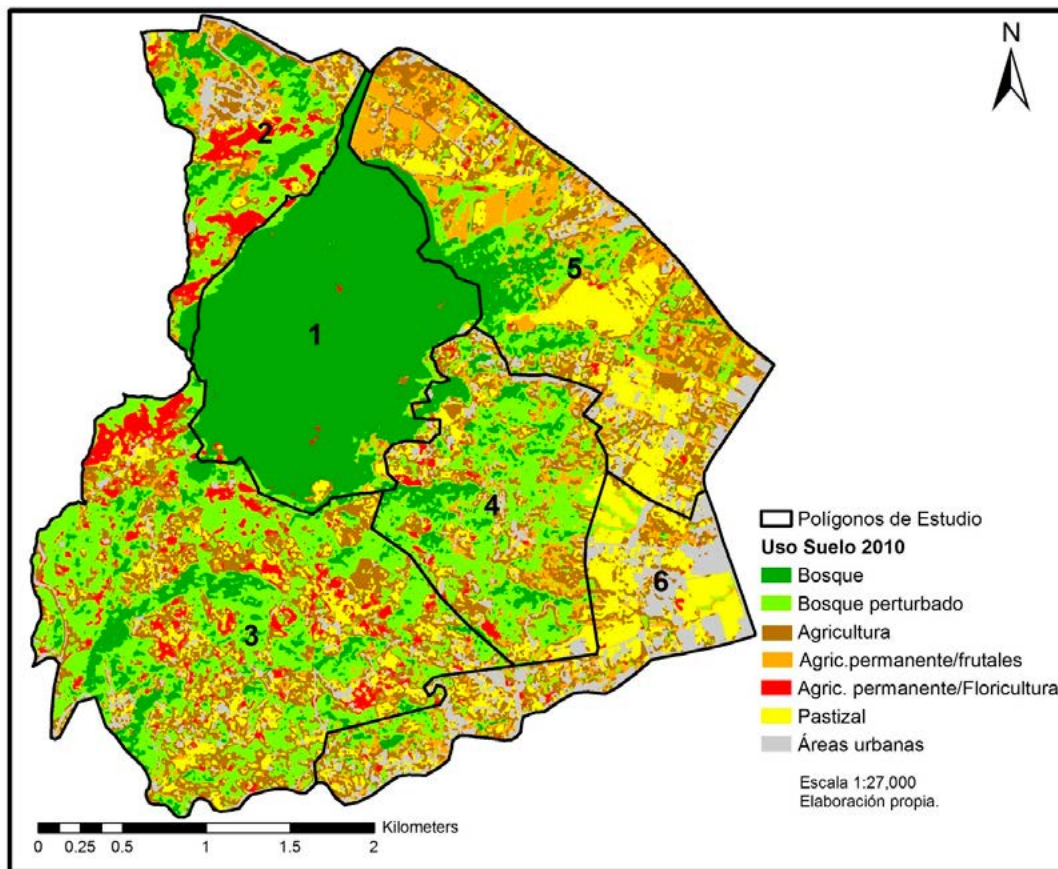 N
2
5
1
4
6
3
Polígonos de Estudio
Uso Suelo 2010
Bosque
Bosque perturbado
Agricultura
Agric.permanente/frutales
Agric. permanente/Floricultura
Pastizal
Áreas urbanas
Escala 1:27,000
Elaboración propia.
Kilometers
0 0.25 0.5 1 1.5 2